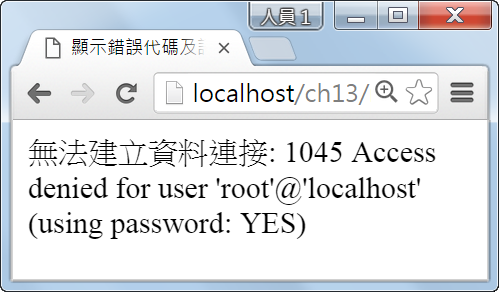 人員 1
顯示錯誤代碼及
localhost/ch13/
無法建立資料連接: 1045 Access
denied for user 'root'@'localhost'
(using password: YES)